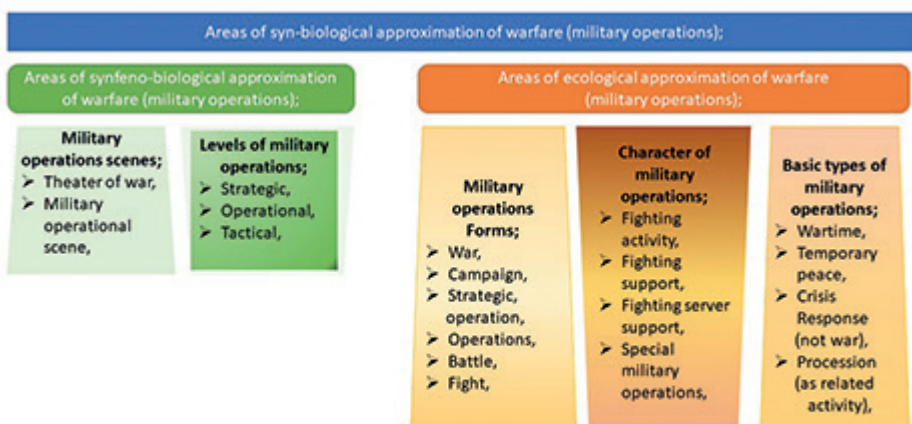 Areas of syn-biological approximation of warfare (military operations);
Areas of synfeno-biological approximation
of warfare (military operations);
Areas of ecological approximation of warfare
(military operations);
Military
operations scenes;
➢ Theater of war,
➢ Military
operational
scene,
Levels of military
operations;
➢ Strategic,
➢ Operational,
➢ Tactical,
Military
operations
Forms;
➢ War,
➢ Campaign,
➢ Strategic,
operation,
➢ Operations,
➢ Battle,
➢ Fight,
Character of
military
operations;
➢ Fighting
activity,
➢ Fighting
support,
➢ Fighting server
support,
➢ Special
military
operations,
Basic types of
military
operations;
➢ Wartime,
➢ Temporary
peace,
➢ Crisis
Response
(not war),
➢ Procession
(as related
activity),